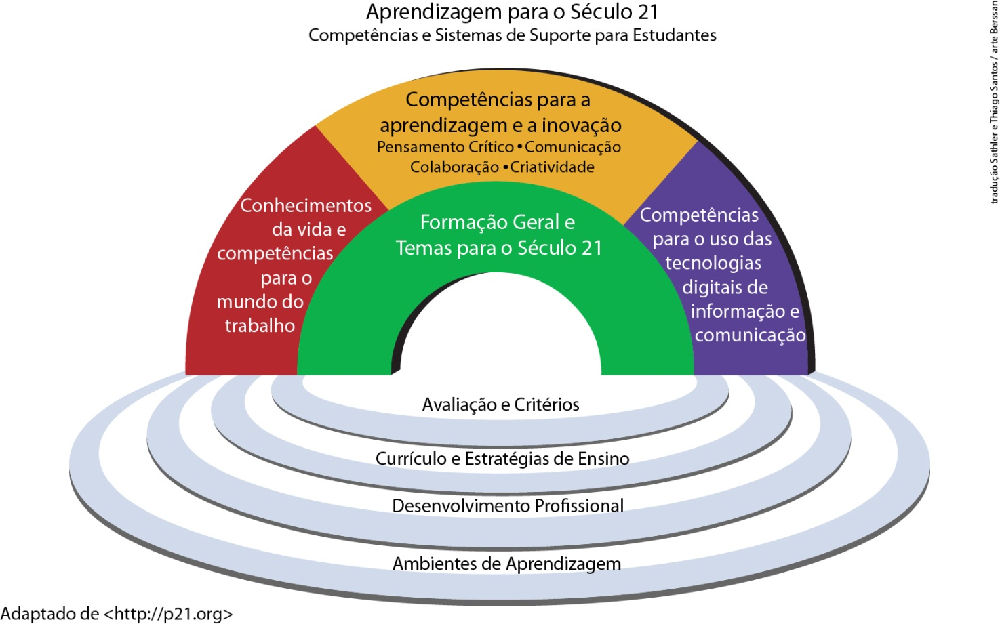 Aprendizagem para o Século 21
Competências e Sistemas de Suporte para Estudantes
Competências para a
aprendizagem e a inovação
Pensamento Crítico • Comunicação
Colaboração • Criatividade
Conhecimentos
da vida e
competências
para o
mundo do
trabalho
Formação Geral e
Temas para o Século 21
Competências
para o uso das
tecnologias
digitais de
informação e
comunicação
Avaliação e Critérios
Currículo e Estratégias de Ensino
Desenvolvimento Profissional
Ambientes de Aprendizagem
Adaptado de <http://p21.org>
tradução Sathler e Thiago Santos / arte Berssan